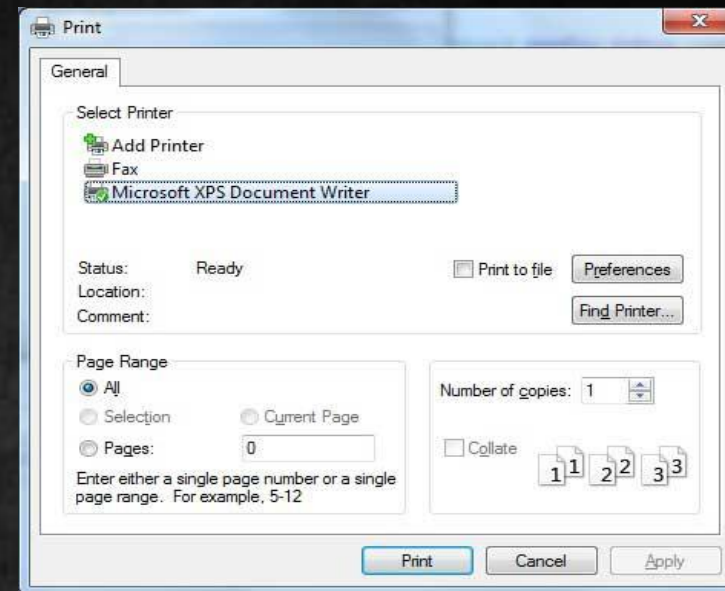 Print
General
Select Printer
Add Printer
Fax
Microsoft XPS Document Writer
Status: Ready Print to file Preferences
Location:
Comment: Find Printer...
Page Range
All
Selection Current Page
Pages: 0
Enter either a single page number or a single
page range. For example, 5-12
Number of copies: 1
Collate 1 1 2 2 3 3
Print Cancel Apply